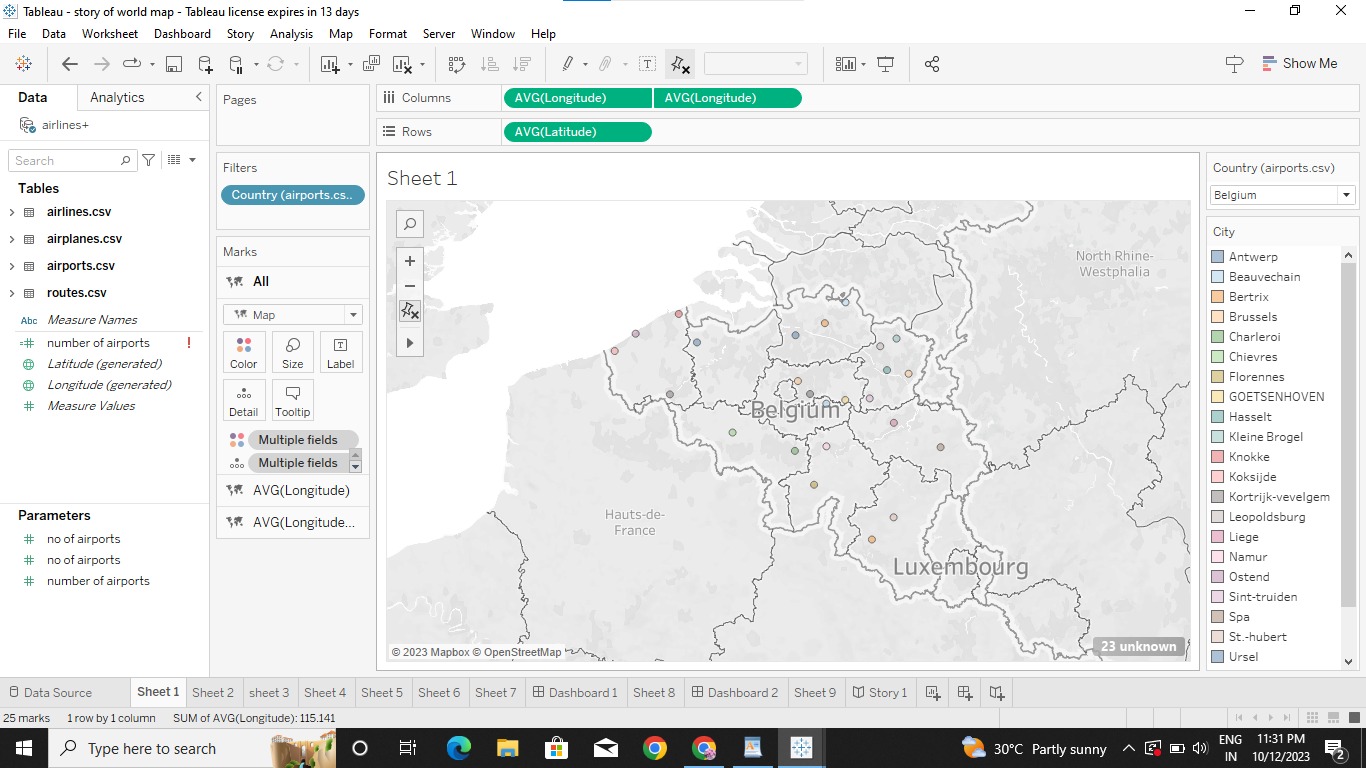 Tableau - story of world map - Tableau license expires in 13 days
File Data Worksheet Dashboard Story Analysis Map Format Server Window Help
Show Me
Data Analytics
airlines+
Search
Tables
airlines.csv
airplanes.csv
airports.csv
routes.csv
Abc Measure Names
number of airports !
Latitude (generated)
Longitude (generated)
Measure Values
Parameters
no of airports
no of airports
number of airports
Pages
Filters
Country (airports.cs..
Marks
All
Map
Color Size Label
Detail Tooltip
Multiple fields
Multiple fields
AVG(Longitude)
AVG(Longitude...
Columns AVG(Longitude) AVG(Longitude)
Rows AVG(Latitude)
Sheet 1
North Rhine-
Westphalia
Belgium
Hauts-de-
France
Luxembourg
© 2023 Mapbox © OpenStreetMap
23 unknown
Country (airports.csv)
Belgium
City
Antwerp
Beauvechain
Bertrix
Brussels
Charleroi
Chievres
Florennes
GOETSENHOVEN
Hasselt
Kleine Brogel
Knokke
Koksijde
Kortrijk-vevelgem
Leopoldsburg
Liege
Namur
Ostend
Sint-truiden
Spa
St.-hubert
Ursel
Data Source Sheet 1 Sheet 2 sheet 3 Sheet 4 Sheet 5 Sheet 6 Sheet 7 Dashboard 1 Sheet 8 Dashboard 2 Sheet 9 Story 1
25 marks 1 row by 1 column SUM of AVG(Longitude): 115.141
Type here to search
30°C Partly sunny
ENG
IN
11:31 PM
10/12/2023
2